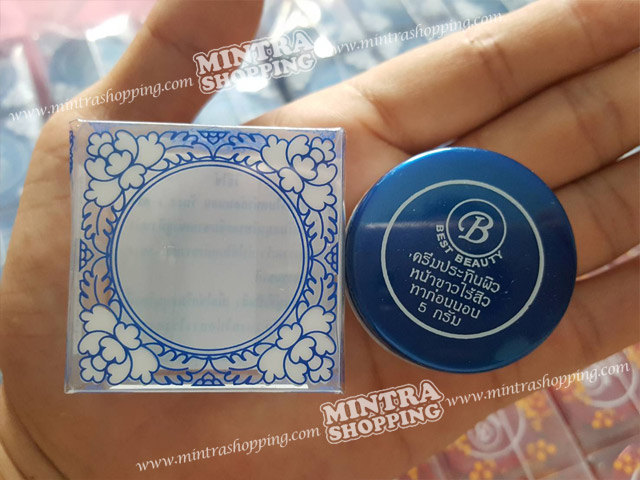 MINTRA
SHOPPING
www.mintrashopping.com
www.mintrashopping.com
B
BEST BEAUTY
ครีมประทินผิว
หน้าขาวไร้สิว
ทาก่อนนอน
5 กรัม
www.mintrashopping.com
MINTRA
SHOPPING
www.mintrashopping.com